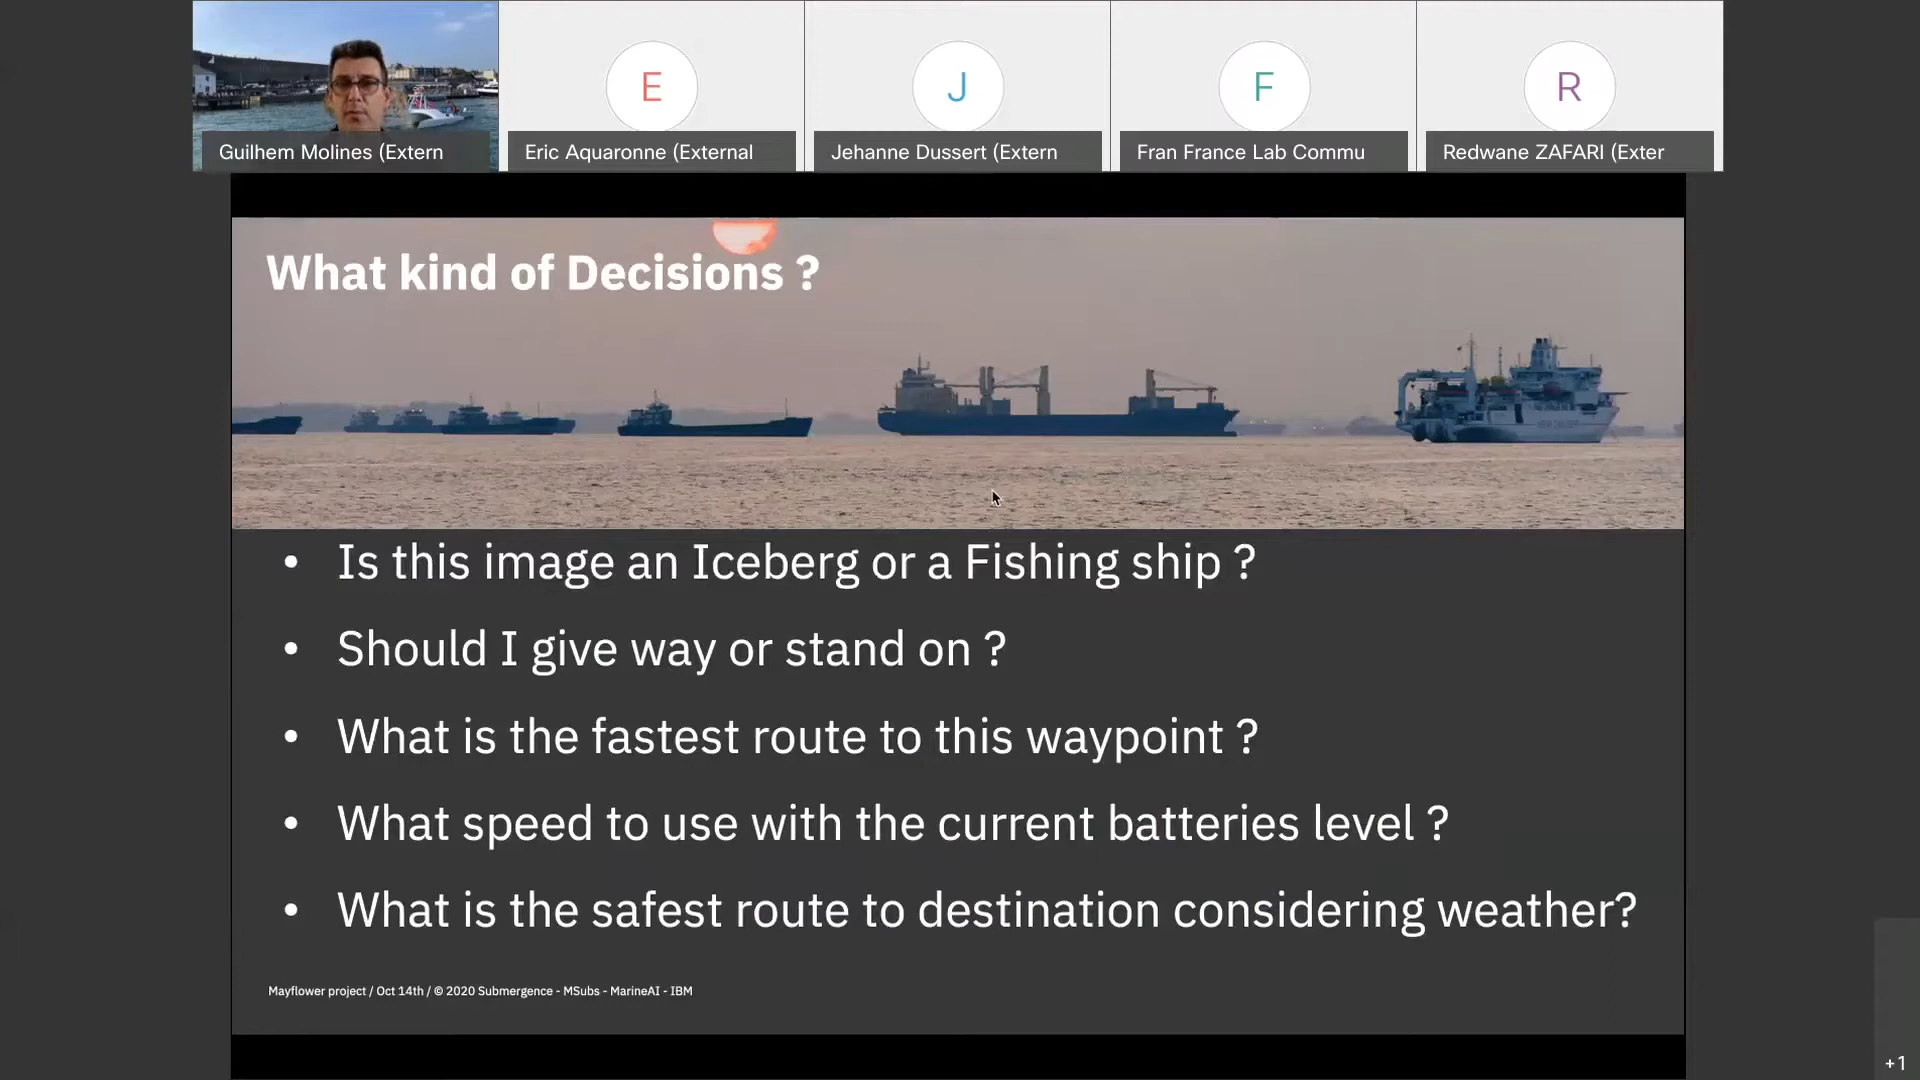 E
J
F
R
Guilhem Molines (Extern
Eric Aquaronne (External
Jehanne Dussert (Extern
Fran France Lab Commu
Redwane ZAFARI (Exter
What kind of Decisions ?
• Is this image an Iceberg or a Fishing ship ?
• Should I give way or stand on ?
• What is the fastest route to this waypoint ?
• What speed to use with the current batteries level ?
• What is the safest route to destination considering weather?
Mayflower project / Oct 14th / © 2020 Submergence - MSubs - MarineAI - IBM
+1